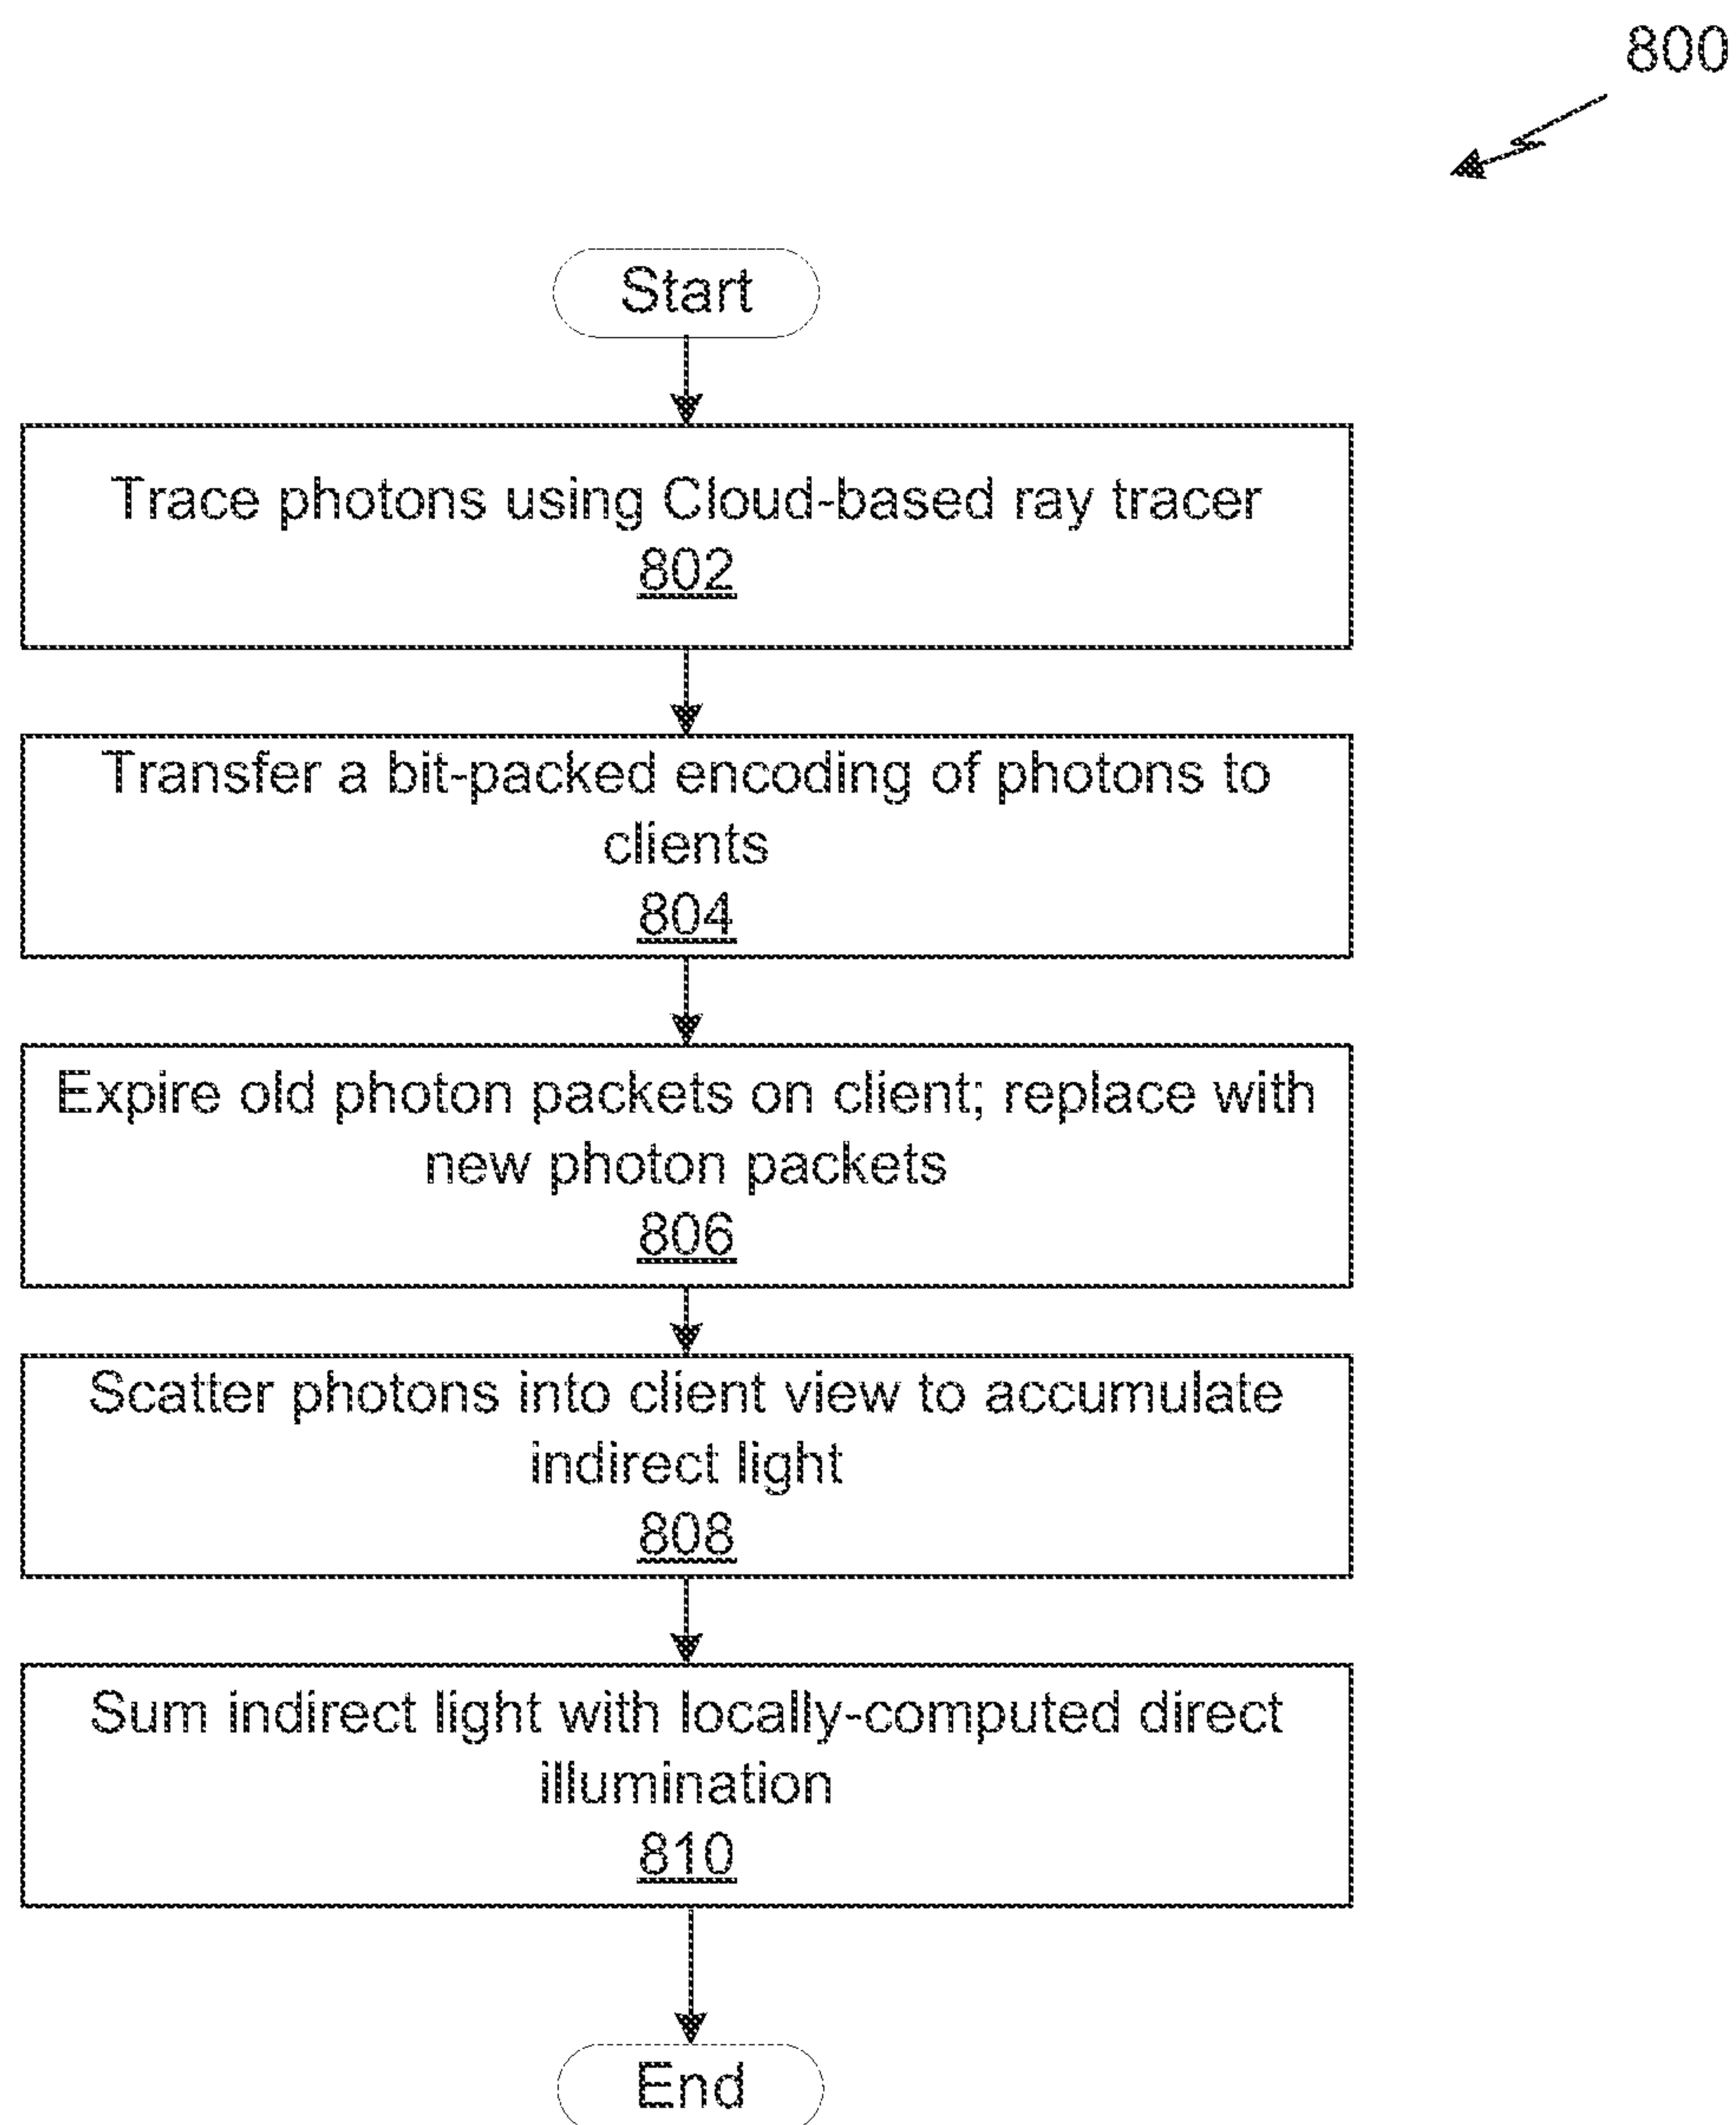 800
Start
Trace photons using Cloud-based ray tracer
802
Transfer a bit-packed encoding of photons to
clients
804
Expire old photon packets on client; replace with
new photon packets
806
Scatter photons into client view to accumulate
indirect light
808
Sum indirect light with locally-computed direct
illumination
810
End